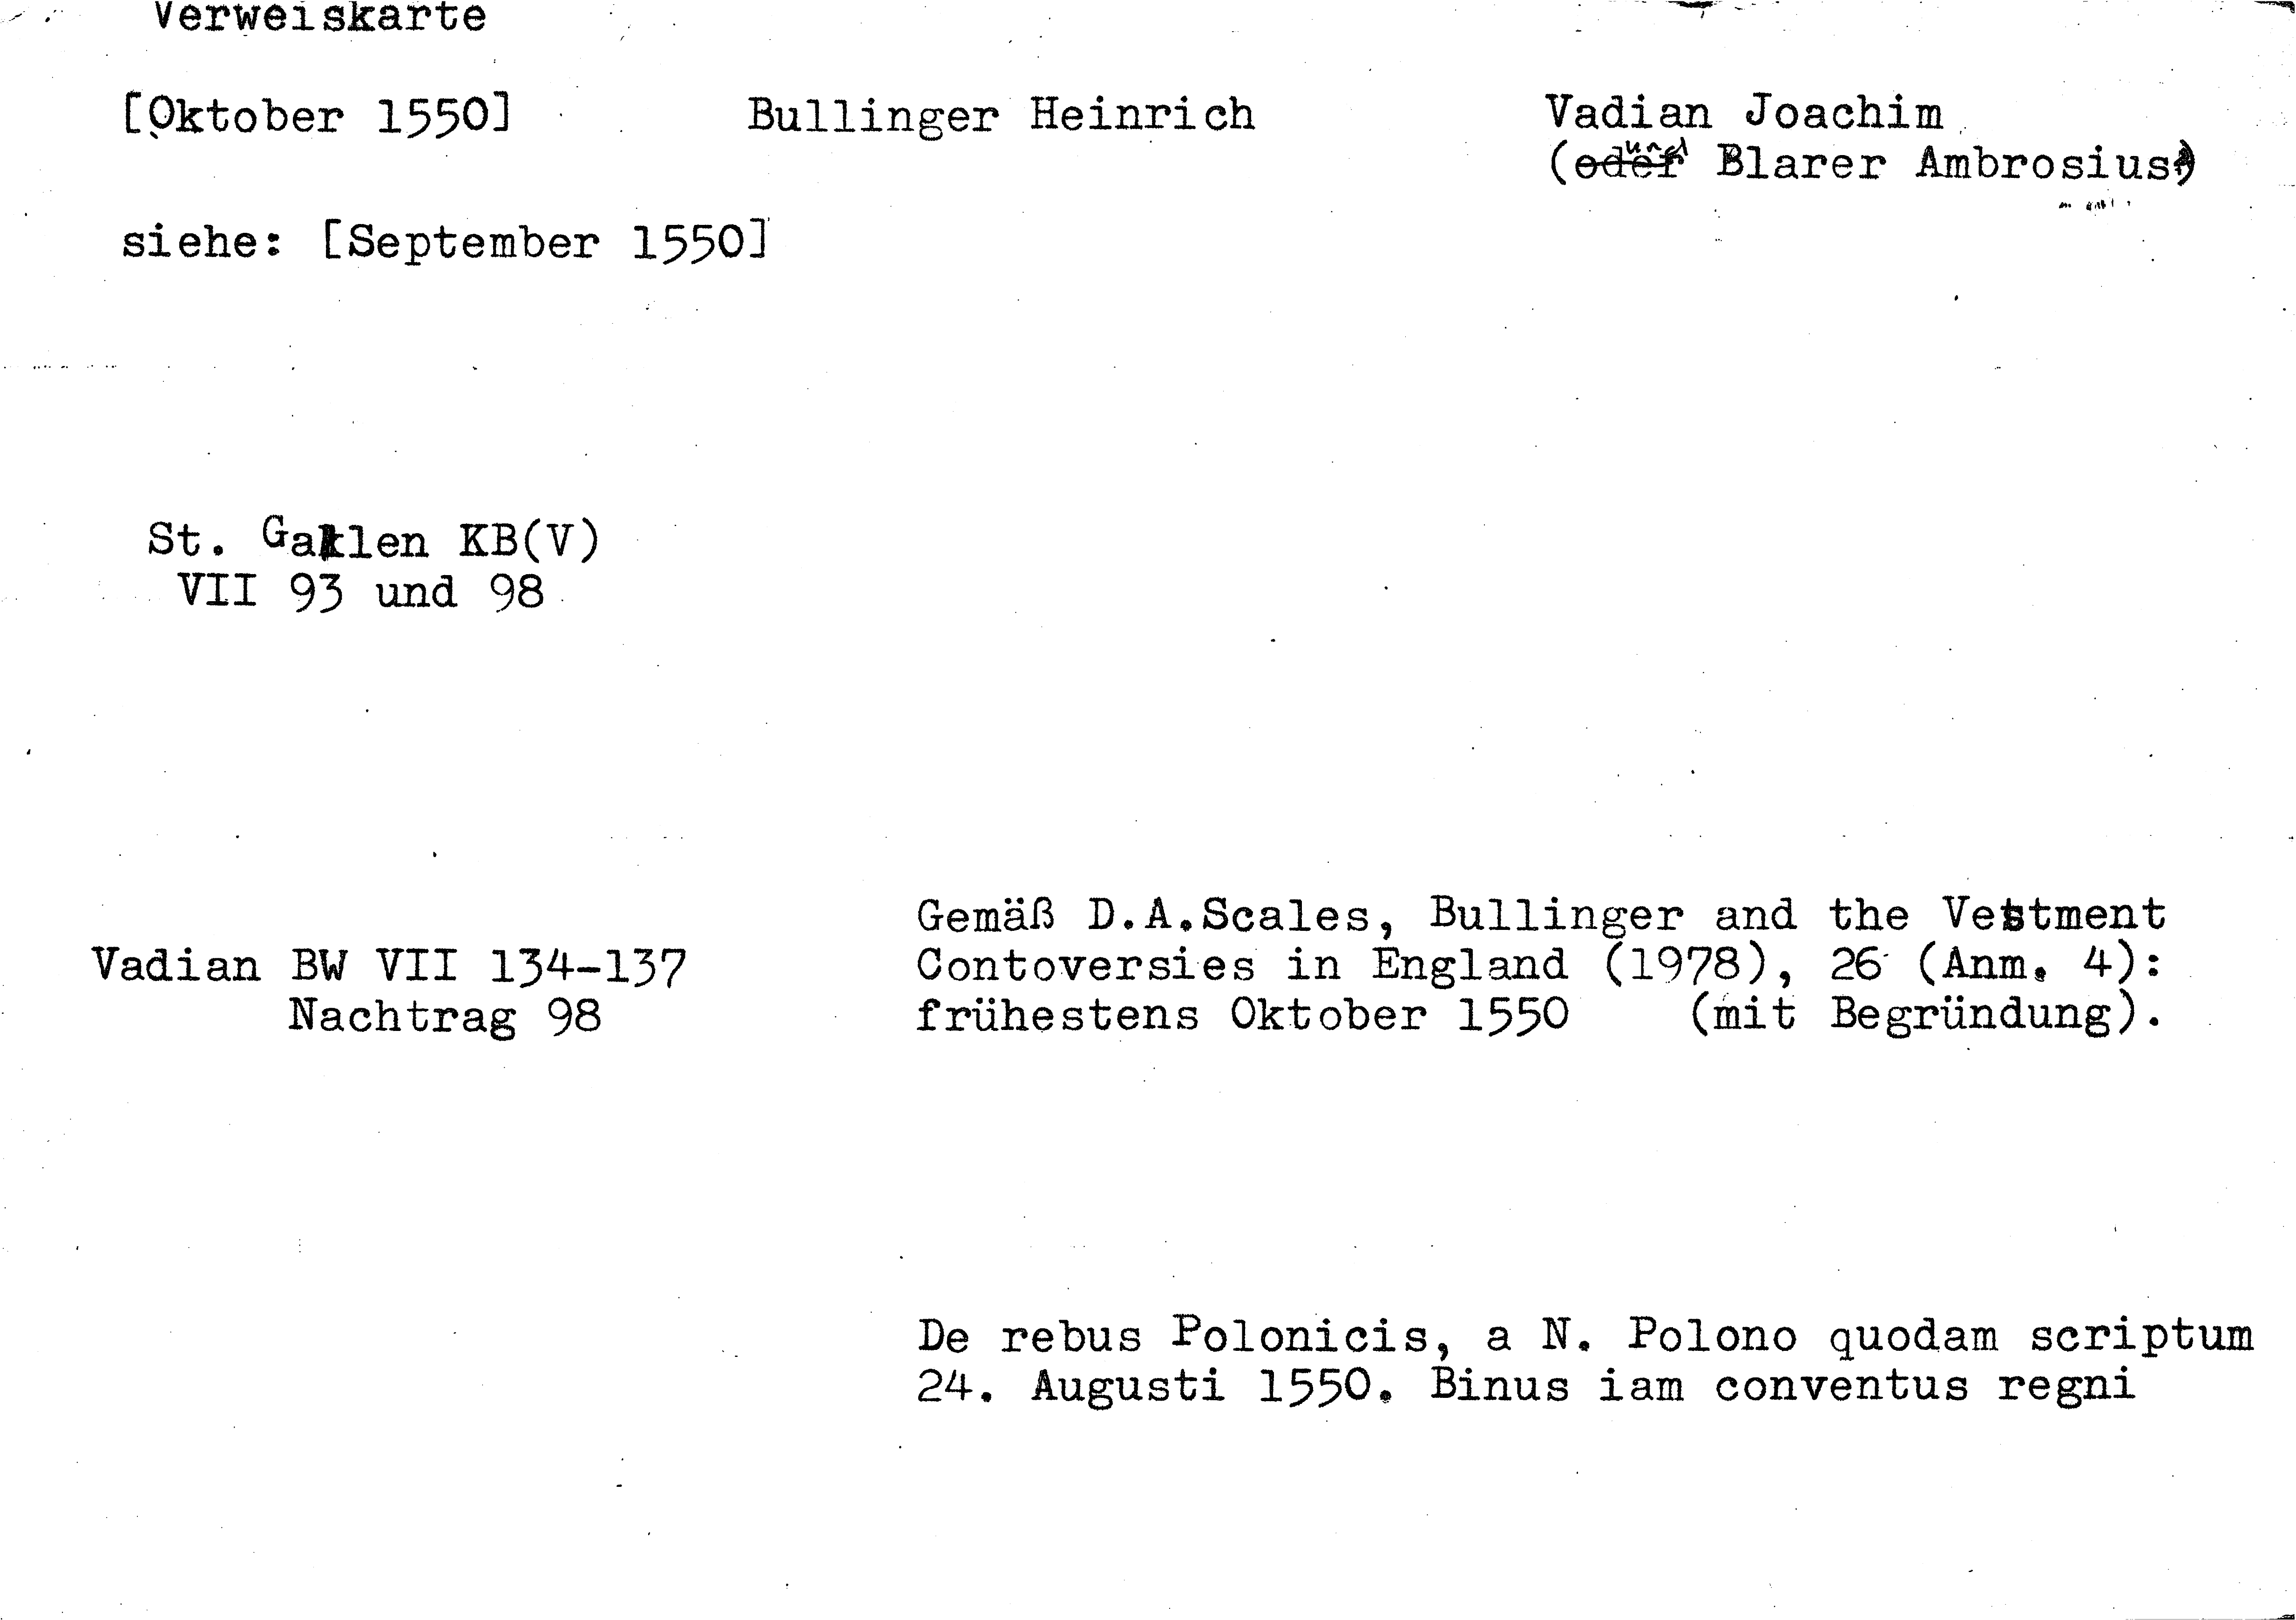 Verweiskarte
[Oktober 1550] Bullinger Heinrich Vadian Joachim
(und Blarer Ambrosius)
siehe: [September 1550]
St. Gallen KB(V)
VII 93 und 98
Vadian BW VII 134-137
Nachtrag 98
Gemäß D.A.Scales, Bullinger and the Vestment
Contoversies in England (1978), 26 (Anm. 4):
frühestens Oktober 1550 (mit Begründung).
De rebus Polonicis, a N. Polono quodam scriptum
24. Augusti 1550. Binus iam conventus regni